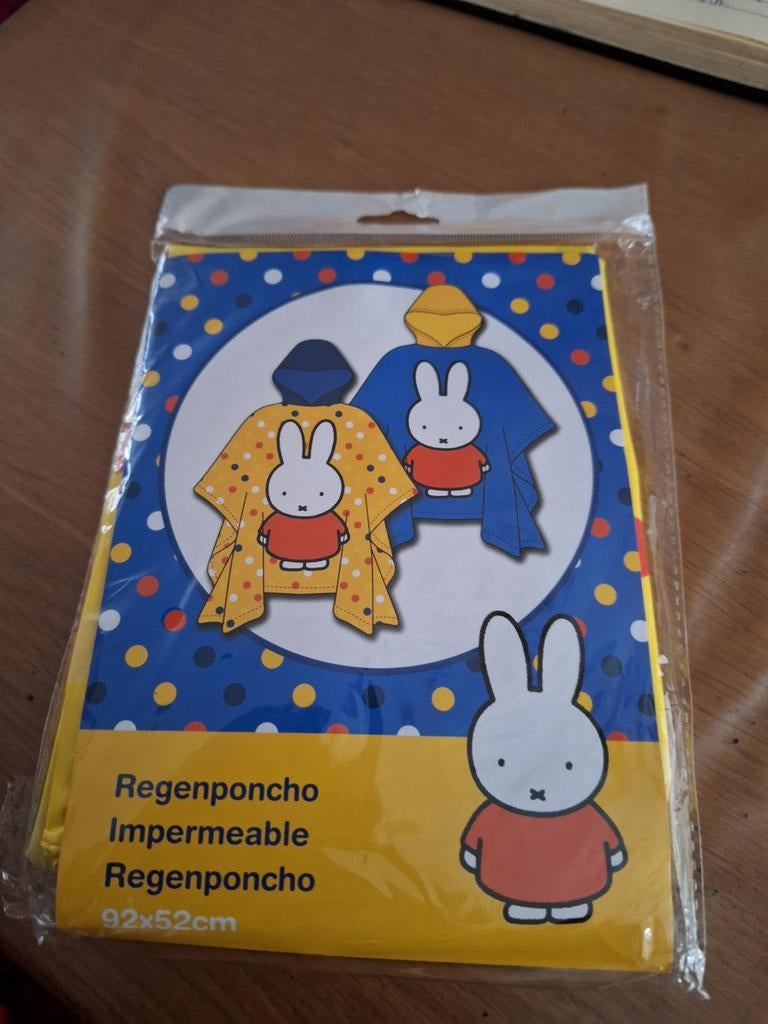 Regenponcho
Impermeable
Regenponcho
92x52cm